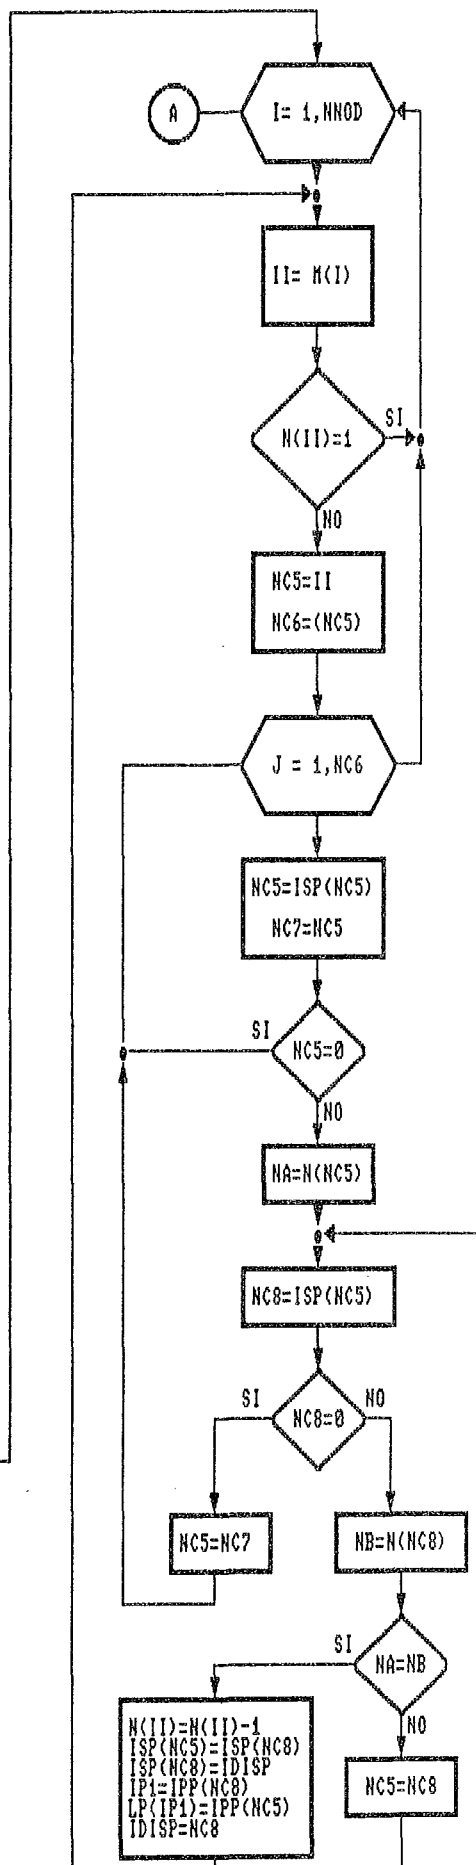 A
I= 1,NNOD
II= M(I)
N(II)=1
SI
NO
NC5=II
NC6=(NC5)
J = 1,NC6
NC5=ISP(NC5)
NC7=NC5
SI
NC5=0
NO
NA=N(NC5)
NC8=ISP(NC5)
SI
NC8=0
NO
NC5=NC7
NB=N(NC8)
SI
NA=NB
NO
N(II)=N(II)-1
ISP(NC5)=ISP(NC8)
ISP(NC8)=IDISP
IP1=IPP(NC8)
LP(IP1)=IPP(NC5)
IDISP=NC8
NC5=NC8